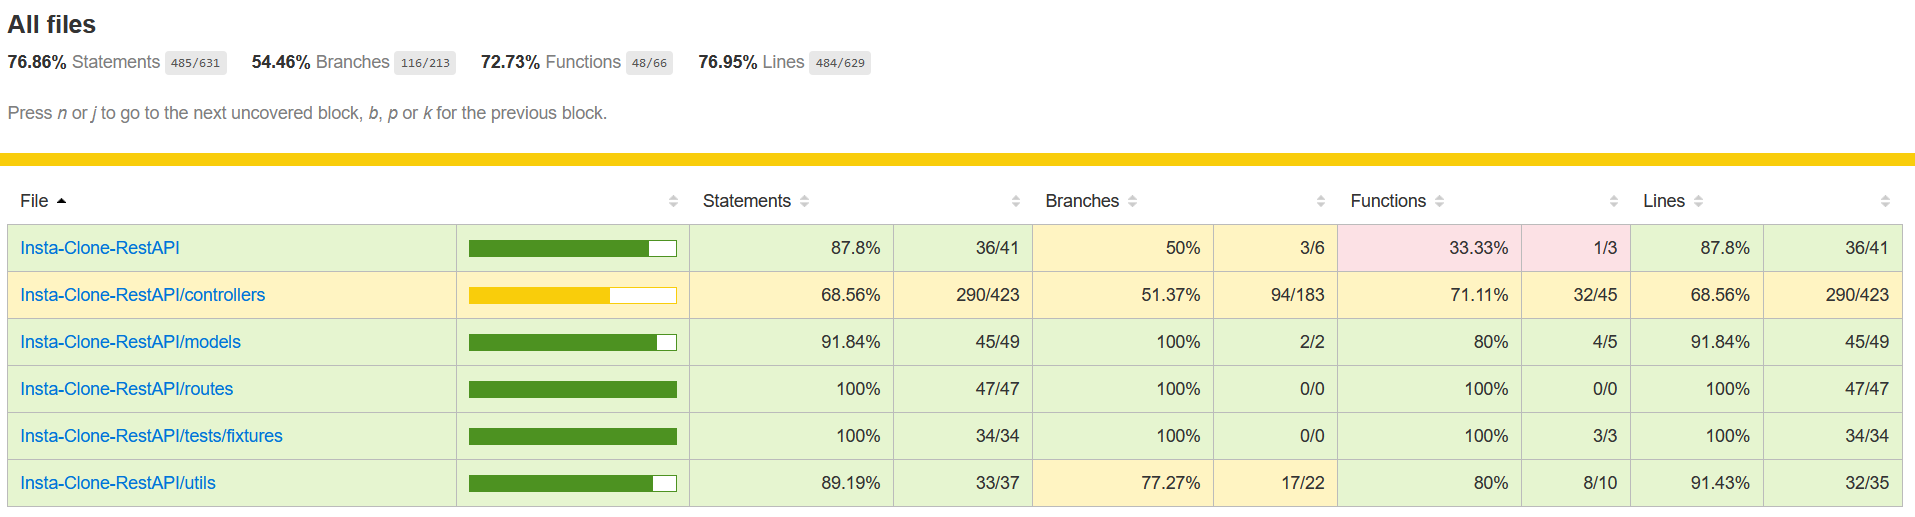 All files
76.86% Statements 485/631 54.46% Branches 116/213 72.73% Functions 48/66 76.95% Lines 484/629
Press n or j to go to the next uncovered block, b, p or k for the previous block.
File Statements Branches Functions Lines
Insta-Clone-RestAPI 87.8% 36/41 50% 3/6 33.33% 1/3 87.8% 36/41
Insta-Clone-RestAPI/controllers 68.56% 290/423 51.37% 94/183 71.11% 32/45 68.56% 290/423
Insta-Clone-RestAPI/models 91.84% 45/49 100% 2/2 80% 4/5 91.84% 45/49
Insta-Clone-RestAPI/routes 100% 47/47 100% 0/0 100% 0/0 100% 47/47
Insta-Clone-RestAPI/tests/fixtures 100% 34/34 100% 0/0 100% 3/3 100% 34/34
Insta-Clone-RestAPI/utils 89.19% 33/37 77.27% 17/22 80% 8/10 91.43% 32/35